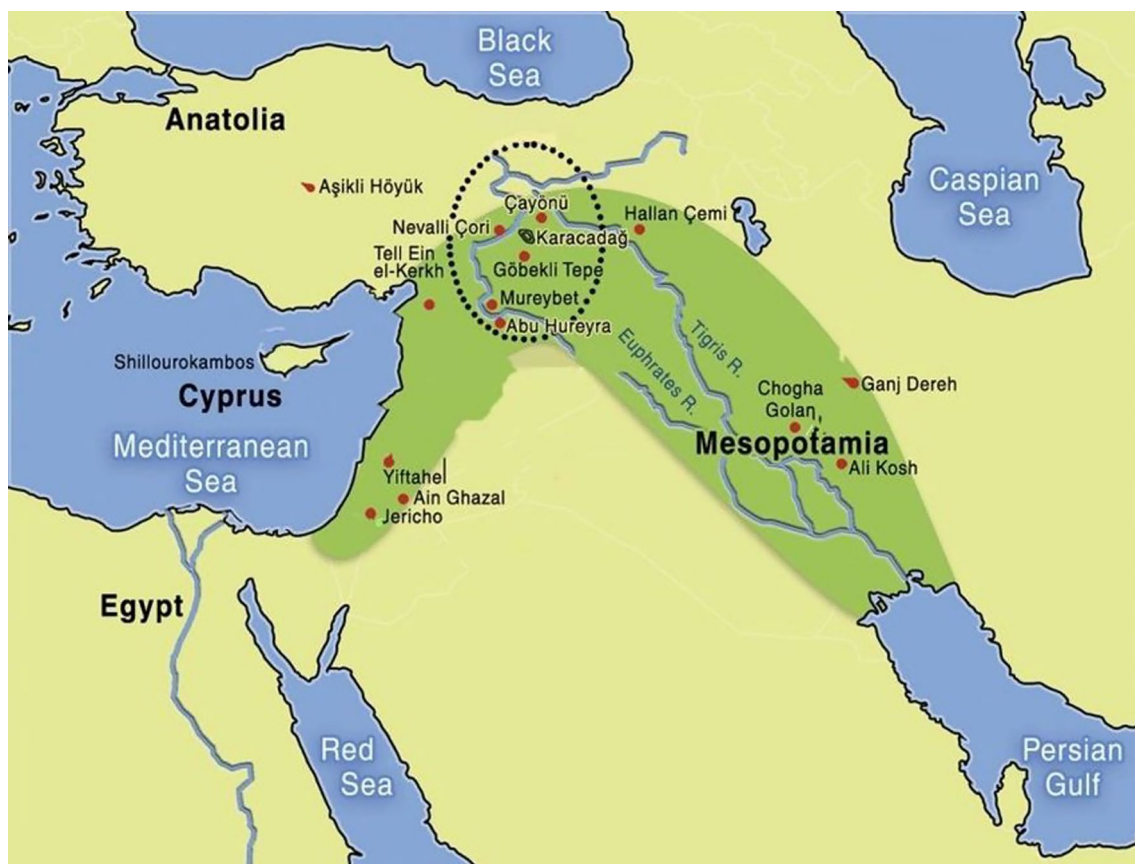 Black
Sea
Anatolia
Caspian
Sea
Aşikli Höyük
Çayönü
Hallan Çemi
Nevalli Çori
Karacadağ
Tell Ein
el-Kerkh
Göbekli Tepe
Mureybet
Abu Hureyra
Tigris R.
Euphrates R.
Shillourokambos
Cyprus
Ganj Dereh
Chogha
Golan
Mesopotamia
Mediterranean
Sea
Ali Kosh
Yiftahel
Ain Ghazal
Jericho
Egypt
Red
Sea
Persian
Gulf